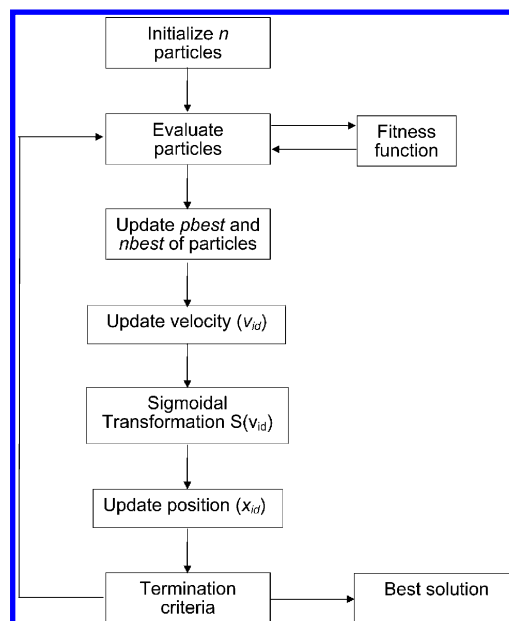 Initialize n
particles
Evaluate
particles
Fitness
function
Update pbest and
nbest of particles
Update velocity (vid)
Sigmoidal
Transformation S(vid)
Update position (xid)
Termination
criteria
Best solution